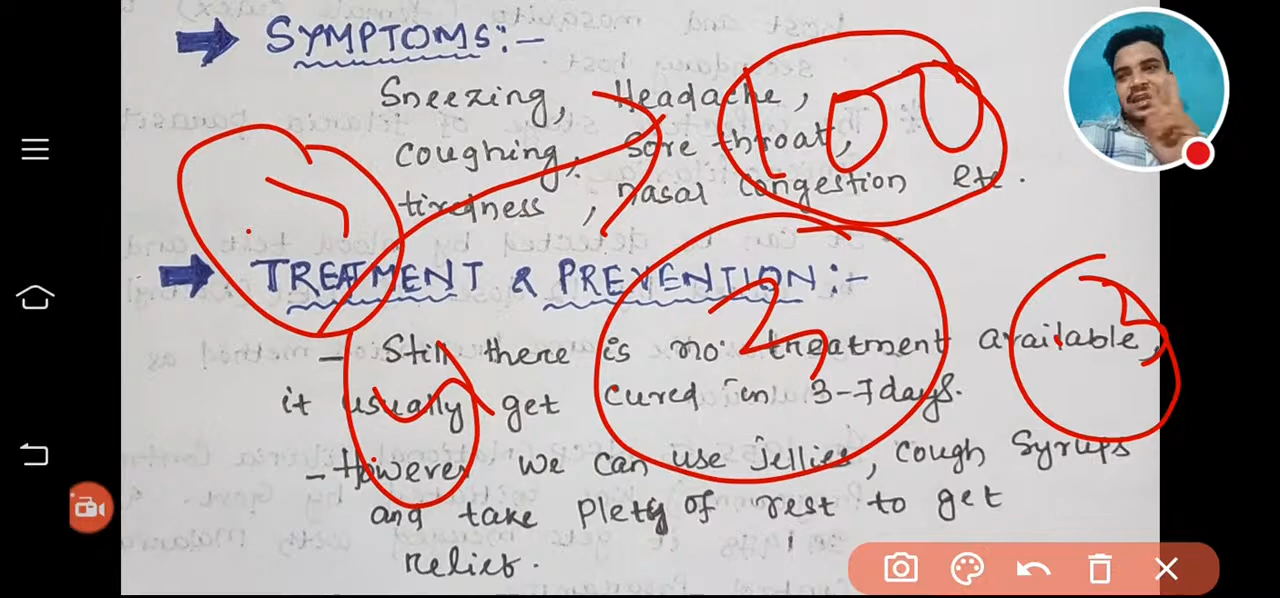 SYMPTOMS:-
Sneezing, Headache,
coughing, Sore throat,
tiredness, nasal congestion etc.
TREATMENT & PREVENTION:-
- Still there is no treatment available,
it usually get cured in 3-7days.
- However we can use Jellies, cough Syrups
and take plety of rest to get
relief.
100